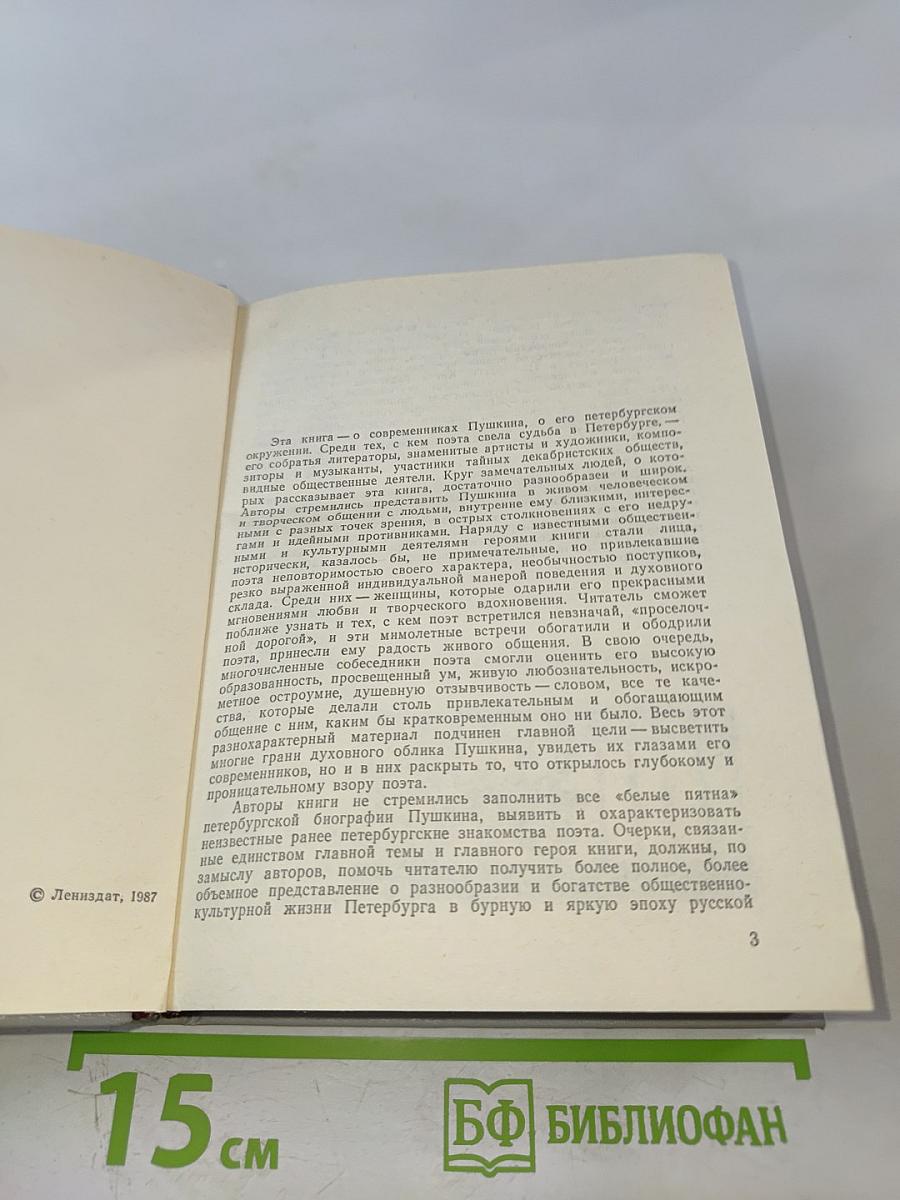 © Лениздат, 1987
Эта книга — о современниках Пушкина, о его петербургском
окружении. Среди тех, с кем поэта свела судьба в Петербурге, —
его собратья литераторы, знаменитые артисты и художники, компо-
зиторы и музыканты, участники тайных декабристских обществ,
видные общественные деятели. Круг замечательных людей, о кото-
рых рассказывает эта книга, достаточно разнообразен и широк.
Авторы стремились представить Пушкина в живом человеческом
и творческом общении с людьми, внутренне ему близкими, интерес-
ными с разных точек зрения, в острых столкновениях с его недру-
гами и идейными противниками. Наряду с известными обществен-
ными и культурными деятелями героями книги стали лица,
исторически, казалось бы, не примечательные, но привлекавшие
поэта неповторимостью своего характера, необычностью поступков,
резко выраженной индивидуальной манерой поведения и духовного
склада. Среди них — женщины, которые одарили его прекрасными
мгновениями любви и творческого вдохновения. Читатель сможет
поближе узнать и тех, с кем поэт встретился невзначай, «проселоч-
ной дорогой», и эти мимолетные встречи обогатили и ободрили
поэта, принесли ему радость живого общения. В свою очередь,
многочисленные собеседники поэта смогли оценить его высокую
образованность, просвещенный ум, живую любознательность, искро-
метное остроумие, душевную отзывчивость — словом, все те каче-
ства, которые делали столь привлекательным и обогащающим
общение с ним, каким бы кратковременным оно ни было. Весь этот
разнохарактерный материал подчинен главной цели — высветить
многие грани духовного облика Пушкина, увидеть их глазами его
современников, но и в них раскрыть то, что открылось глубокому и
проницательному взору поэта.
Авторы книги не стремились заполнить все «белые пятна»
петербургской биографии Пушкина, выявить и охарактеризовать
неизвестные ранее петербургские знакомства поэта. Очерки, связан-
ные единством главной темы и главного героя книги, должны, по
замыслу авторов, помочь читателю получить более полное, более
объемное представление о разнообразии и богатстве общественно-
культурной жизни Петербурга в бурную и яркую эпоху русской
3
15 см
БФ БИБЛИОФАН